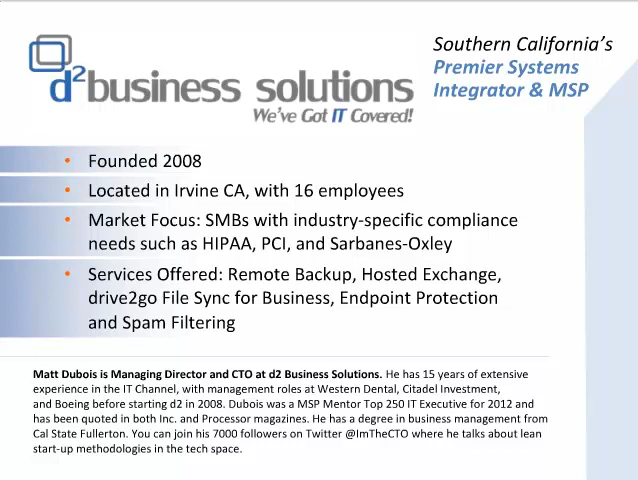 Southern California's
Premier Systems
Integrator & MSP
d2business solutions
We've Got IT Covered!
• Founded 2008
• Located in Irvine CA, with 16 employees
• Market Focus: SMBs with industry-specific compliance
needs such as HIPAA, PCI, and Sarbanes-Oxley
• Services Offered: Remote Backup, Hosted Exchange,
drive2go File Sync for Business, Endpoint Protection
and Spam Filtering
Matt Dubois is Managing Director and CTO at d2 Business Solutions. He has 15 years of extensive
experience in the IT Channel, with management roles at Western Dental, Citadel Investment,
and Boeing before starting d2 in 2008. Dubois was a MSP Mentor Top 250 IT Executive for 2012 and
has been quoted in both Inc. and Processor magazines. He has a degree in business management from
Cal State Fullerton. You can join his 7000 followers on Twitter @ImTheCTO where he talks about lean
start-up methodologies in the tech space.